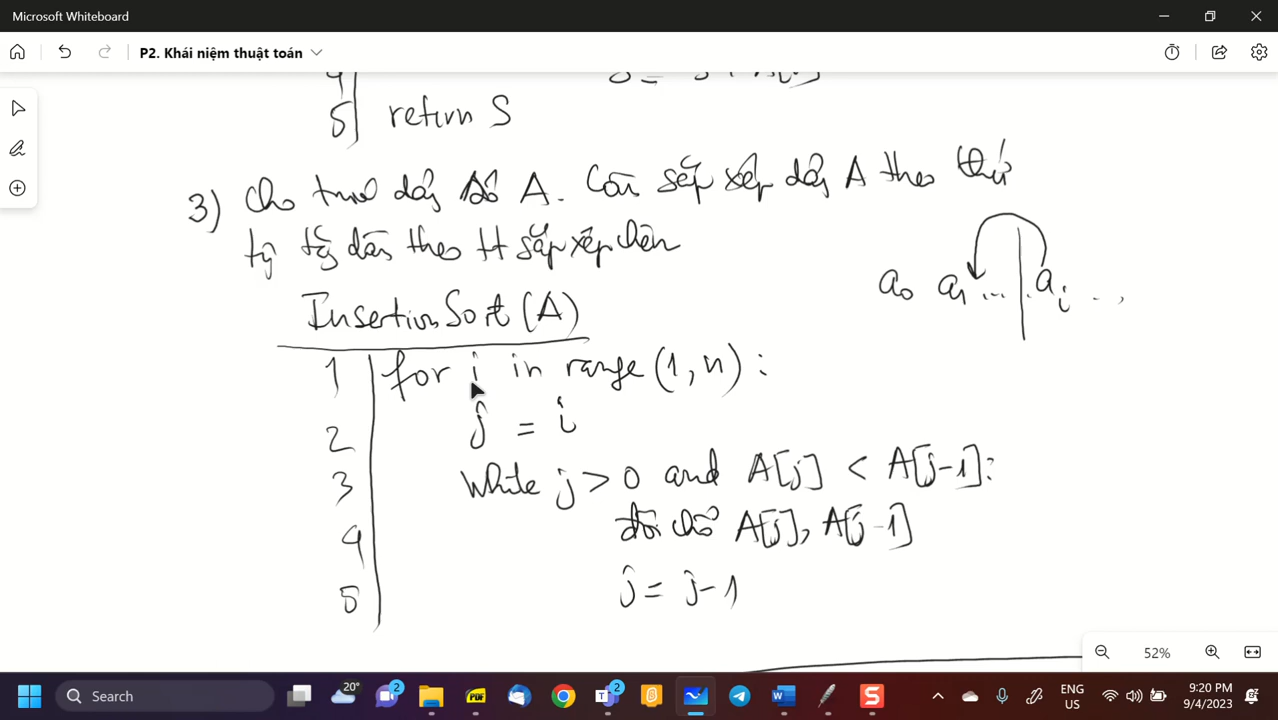 Microsoft Whiteboard
P2. Khái niệm thuật toán
5 return S
3) Cho trước dãy số A. Cần sắp xếp dãy A theo thứ
tự tăng dần theo tt sắp xếp chèn
a₀ a₁ ... aᵢ ...
InsertionSort(A)
1 for i in range (1, n):
2 j = i
3 While j > 0 and A[j] < A[j-1]:
4 đổi chỗ A[j], A[j-1]
5 j = j-1
52%
Search
20°
2
2
ENG
US
9:20 PM
9/4/2023